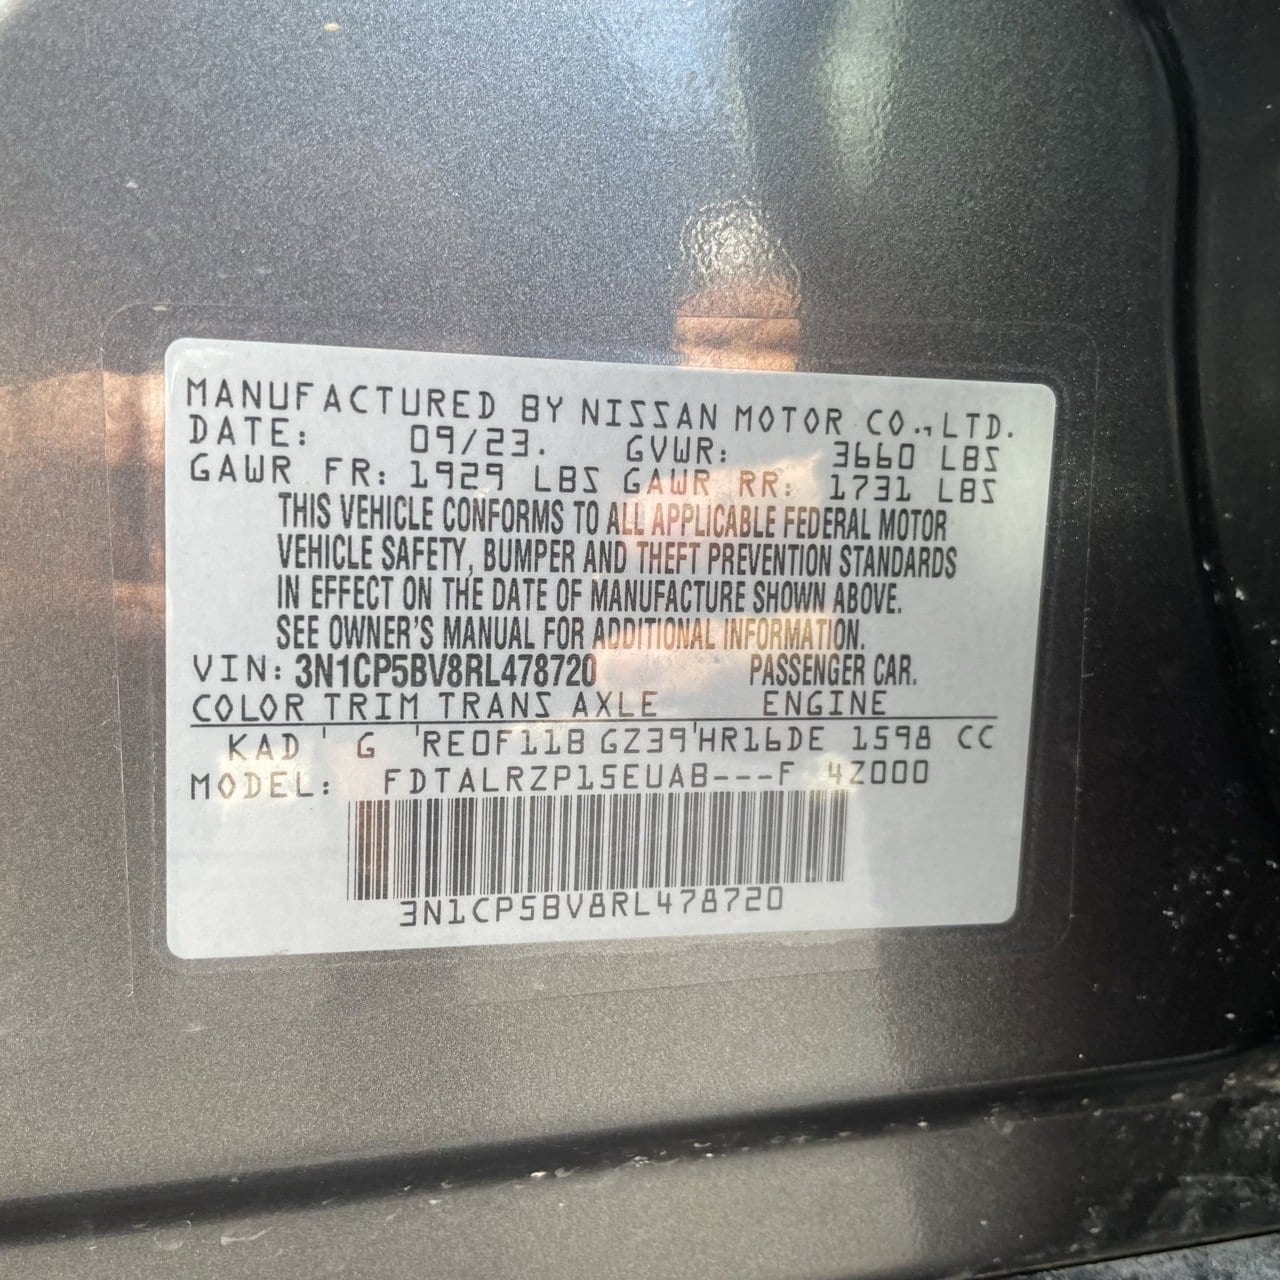 MANUFACTURED BY NISSAN MOTOR CO.,LTD.
DATE: 09/23. GVWR: 3660 LBS
GAWR FR: 1929 LBS GAWR RR: 1731 LBS
THIS VEHICLE CONFORMS TO ALL APPLICABLE FEDERAL MOTOR
VEHICLE SAFETY, BUMPER AND THEFT PREVENTION STANDARDS
IN EFFECT ON THE DATE OF MANUFACTURE SHOWN ABOVE.
SEE OWNER'S MANUAL FOR ADDITIONAL INFORMATION.
VIN: 3N1CP5BV8RL478720 PASSENGER CAR.
COLOR TRIM TRANS AXLE ENGINE
KAD ' G 'RE0F11B GZ39'HR16DE 1598 CC
MODEL: FDTALRZP15EUAB---F 4Z000
3N1CP5BV8RL478720